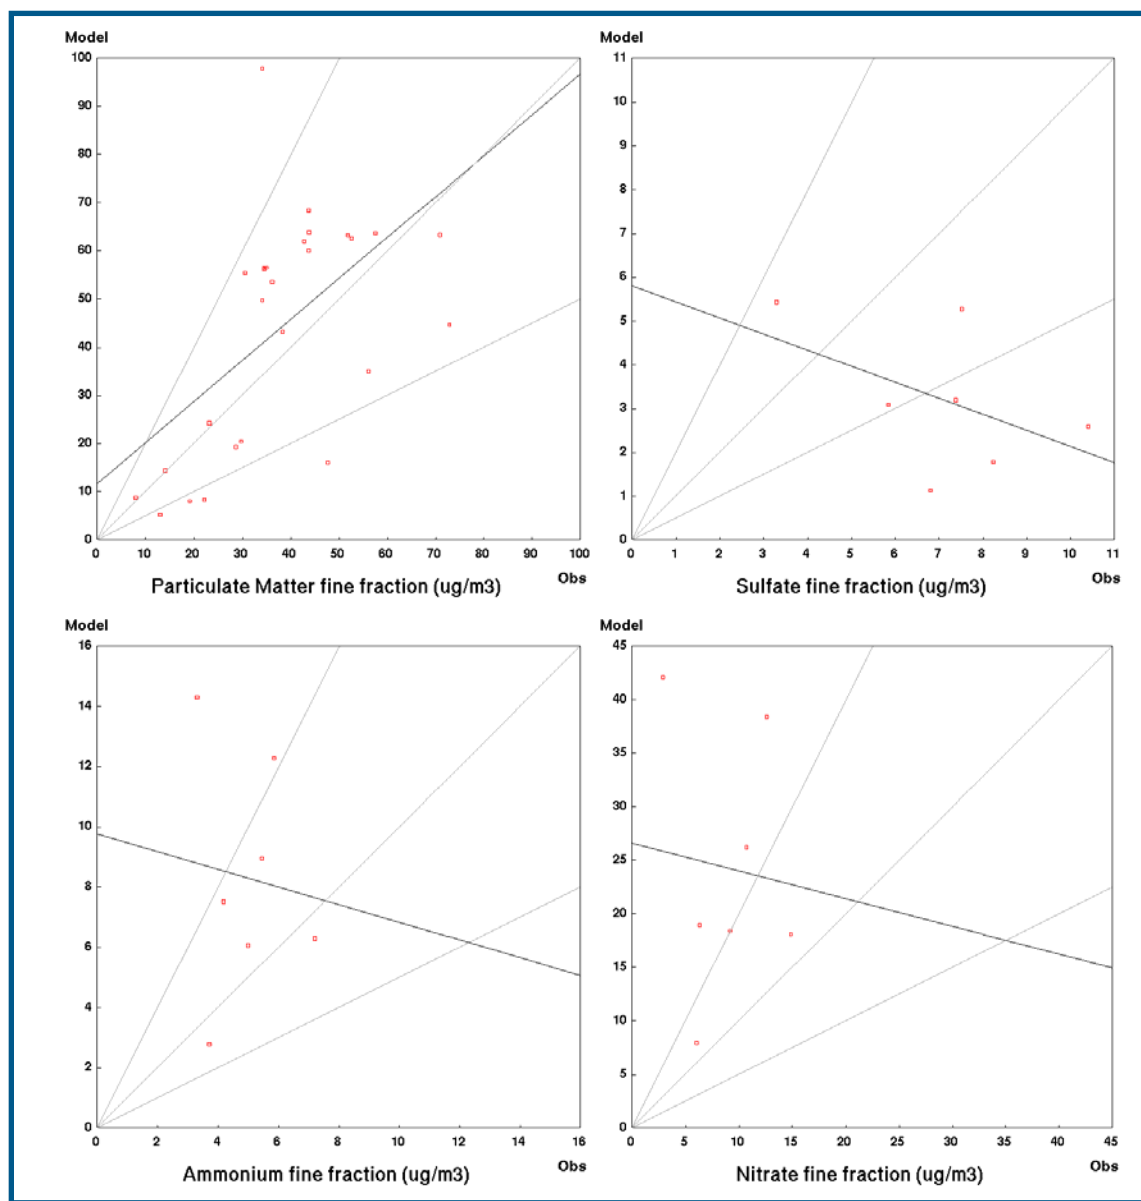 Model
100
90
80
70
60
50
40
30
20
10
0
0 10 20 30 40 50 60 70 80 90 100
Particulate Matter fine fraction (ug/m3)
Obs
Model
11
10
9
8
7
6
5
4
3
2
1
0
0 1 2 3 4 5 6 7 8 9 10 11
Sulfate fine fraction (ug/m3)
Obs
Model
16
14
12
10
8
6
4
2
0
0 2 4 6 8 10 12 14 16
Ammonium fine fraction (ug/m3)
Obs
Model
45
40
35
30
25
20
15
10
5
0
0 5 10 15 20 25 30 35 40 45
Nitrate fine fraction (ug/m3)
Obs